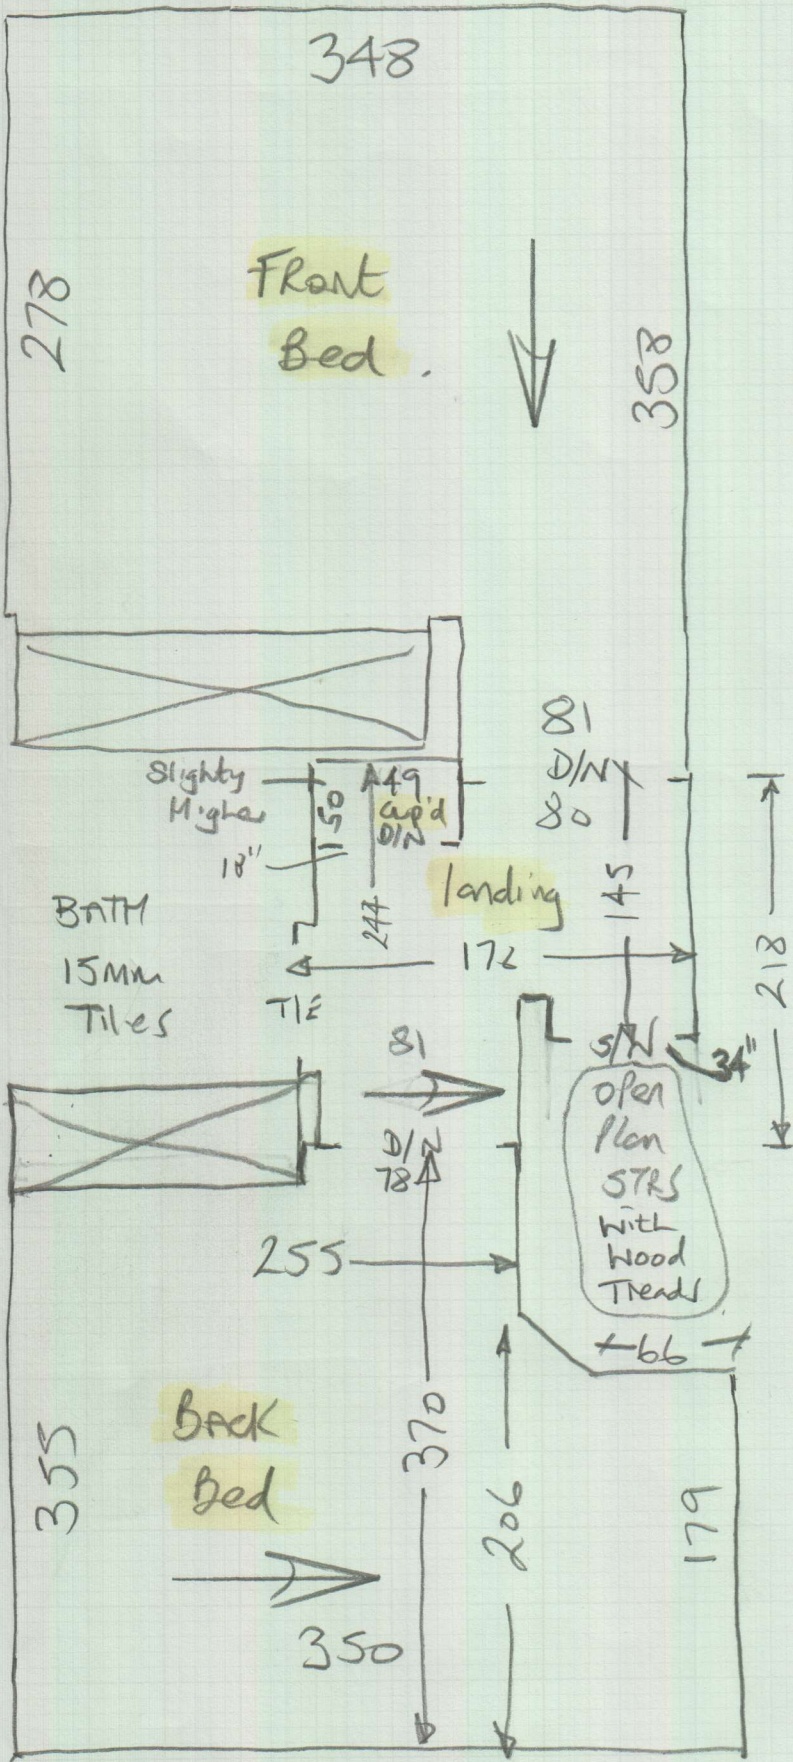 348
278
Front
Bed.
358
81
D/N
80
Slighty
Higher
50
49
Cup'd
D/N
18"
landing
145
244
BATH
15mm
Tiles
172
218
T/E
81
S/N
34"
open
Plan
STRS
With
Wood
Treads
D/N
78
255
66
BACK
Bed
355
370
206
179
350